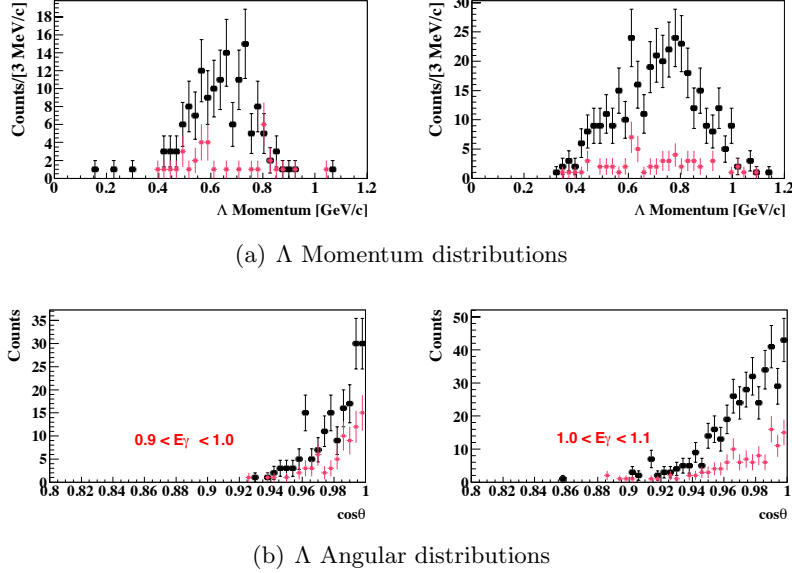 Counts/[3 MeV/c]
18
16
14
12
10
8
6
4
2
0
0 0.2 0.4 0.6 0.8 1 1.2
Λ Momentum [GeV/c]
Counts/[3 MeV/c]
30
25
20
15
10
5
0
0 0.2 0.4 0.6 0.8 1 1.2
Λ Momentum [GeV/c]
(a) Λ Momentum distributions
Counts
35
30
25
20
15
10
5
0
0.9 < Eγ < 1.0
0.8 0.82 0.84 0.86 0.88 0.9 0.92 0.94 0.96 0.98 1
cosθ
Counts
50
40
30
20
10
0
1.0 < Eγ < 1.1
0.8 0.82 0.84 0.86 0.88 0.9 0.92 0.94 0.96 0.98 1
cosθ
(b) Λ Angular distributions